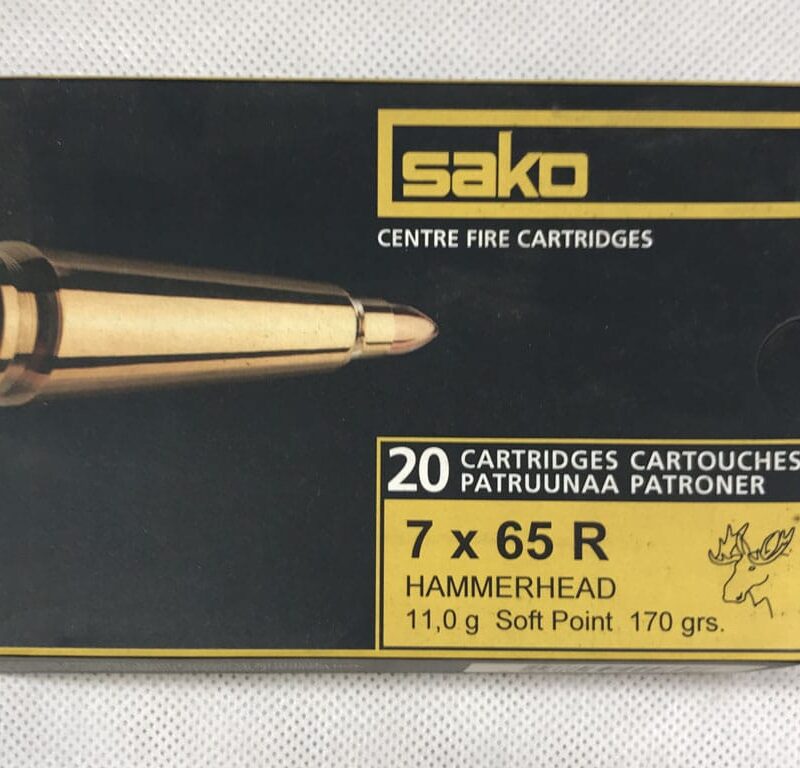 sako
CENTRE FIRE CARTRIDGES
20 CARTRIDGES CARTOUCHES
PATRUUNAA PATRONER
7 x 65 R
HAMMERHEAD
11,0 g Soft Point 170 grs.